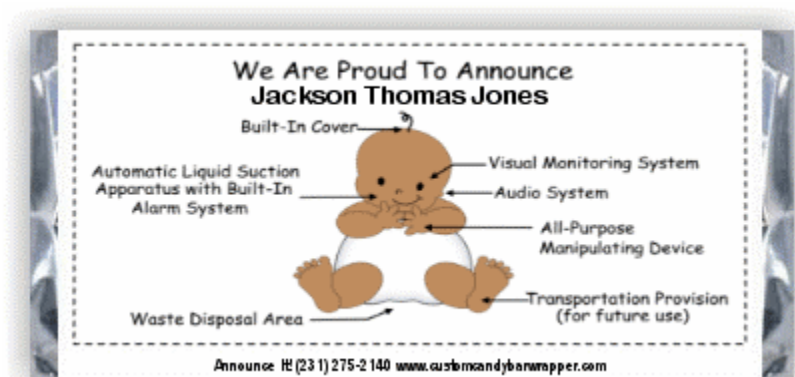 We Are Proud To Announce
Jackson Thomas Jones
Built-In Cover
Visual Monitoring System
Automatic Liquid Suction
Apparatus with Built-In
Alarm System
Audio System
All-Purpose
Manipulating Device
Transportation Provision
(for future use)
Waste Disposal Area
Announce It! (231) 275-2140 www.customcandybarwrapper.com